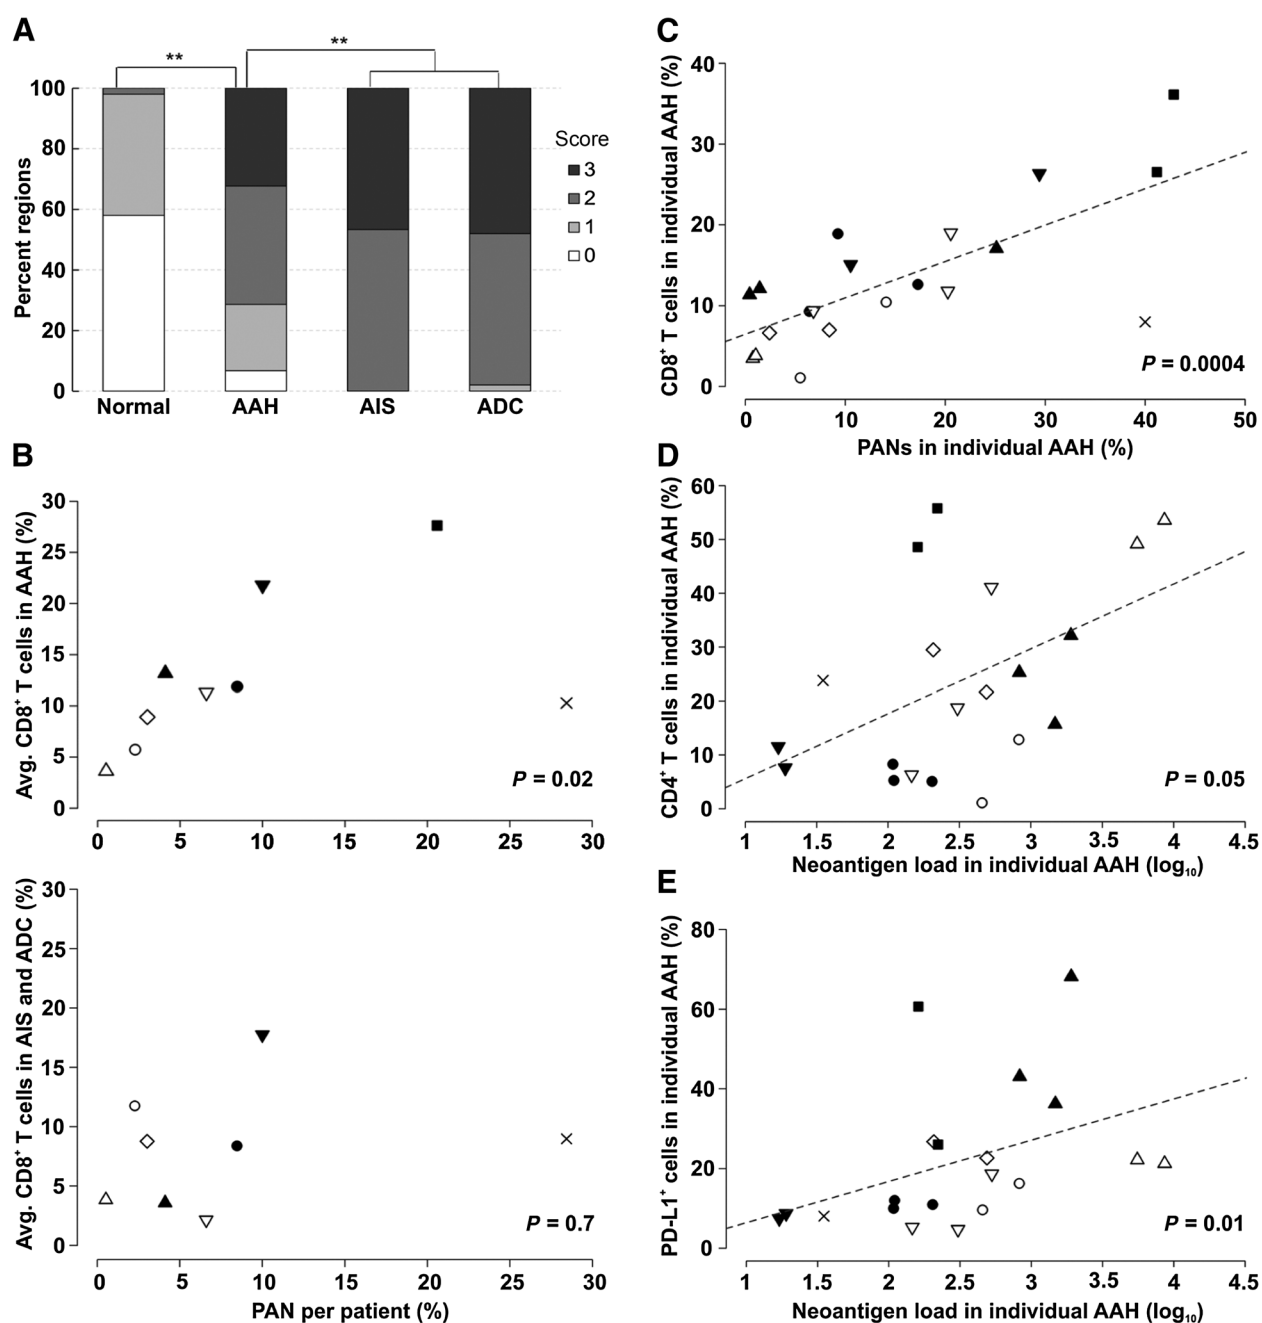 A
**
**
100
80
60
40
20
0
Percent regions
Normal
AAH
AIS
ADC
Score
3
2
1
0
B
30
25
20
15
10
5
0
Avg. CD8⁺ T cells in AAH (%)
P = 0.02
0 5 10 15 20 25 30
30
25
20
15
10
5
0
Avg. CD8⁺ T cells in AIS and ADC (%)
P = 0.7
0 5 10 15 20 25 30
PAN per patient (%)
C
40
30
20
10
0
CD8⁺ T cells in individual AAH (%)
P = 0.0004
0 10 20 30 40 50
PANs in individual AAH (%)
D
60
50
40
30
20
10
0
CD4⁺ T cells in individual AAH (%)
P = 0.05
1 1.5 2 2.5 3 3.5 4 4.5
Neoantigen load in individual AAH (log₁₀)
E
80
60
40
20
0
PD-L1⁺ cells in individual AAH (%)
P = 0.01
1 1.5 2 2.5 3 3.5 4 4.5
Neoantigen load in individual AAH (log₁₀)